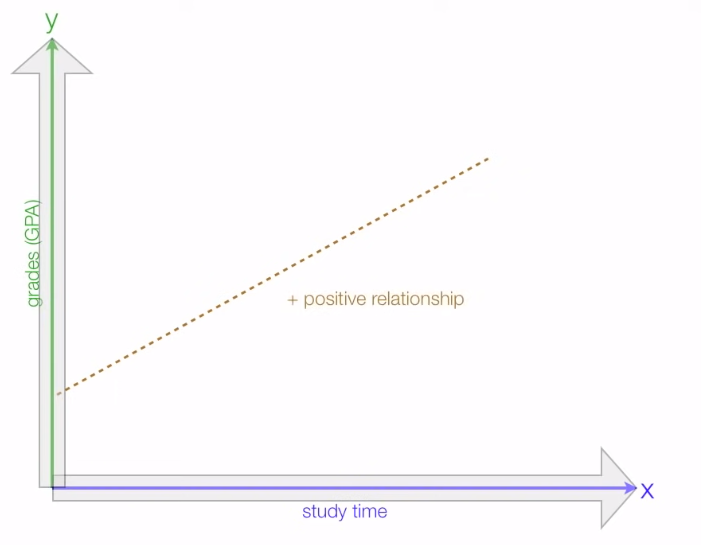 y
grades (GPA)
+ positive relationship
x
study time